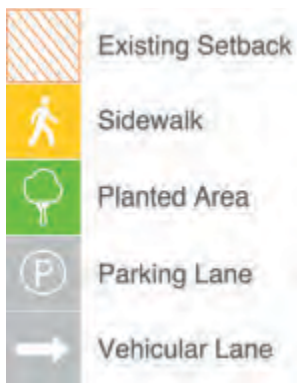 Existing Setback
Sidewalk
Planted Area
P
Parking Lane
Vehicular Lane